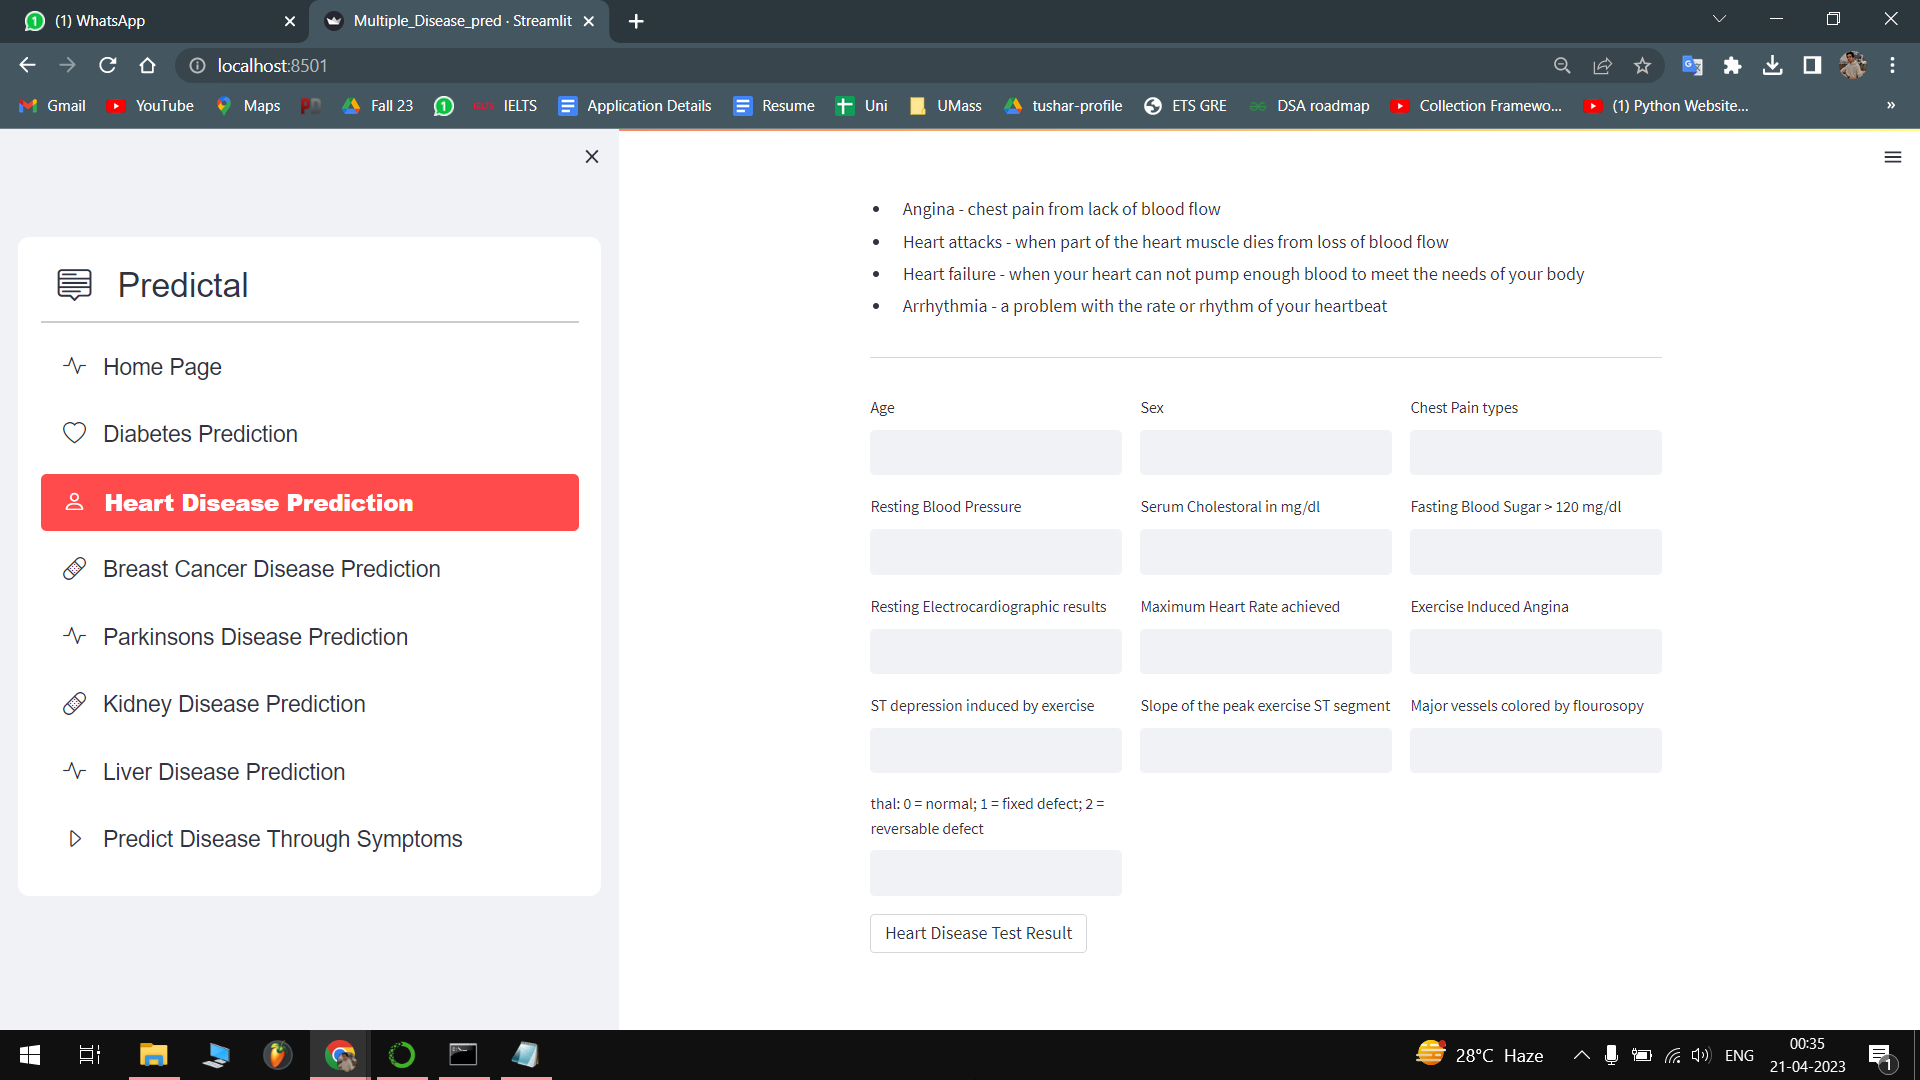 (1) WhatsApp
Multiple_Disease_pred · Streamlit
localhost:8501
Gmail
YouTube
Maps
Fall 23
IELTS
Application Details
Resume
Uni
UMass
tushar-profile
ETS GRE
DSA roadmap
Collection Framewo...
(1) Python Website...
»
Predictal
Home Page
Diabetes Prediction
Heart Disease Prediction
Breast Cancer Disease Prediction
Parkinsons Disease Prediction
Kidney Disease Prediction
Liver Disease Prediction
Predict Disease Through Symptoms
• Angina - chest pain from lack of blood flow
• Heart attacks - when part of the heart muscle dies from loss of blood flow
• Heart failure - when your heart can not pump enough blood to meet the needs of your body
• Arrhythmia - a problem with the rate or rhythm of your heartbeat
Age
Sex
Chest Pain types
Resting Blood Pressure
Serum Cholestoral in mg/dl
Fasting Blood Sugar > 120 mg/dl
Resting Electrocardiographic results
Maximum Heart Rate achieved
Exercise Induced Angina
ST depression induced by exercise
Slope of the peak exercise ST segment
Major vessels colored by flourosopy
thal: 0 = normal; 1 = fixed defect; 2 =
reversable defect
Heart Disease Test Result
28°C Haze
ENG
00:35
21-04-2023
1